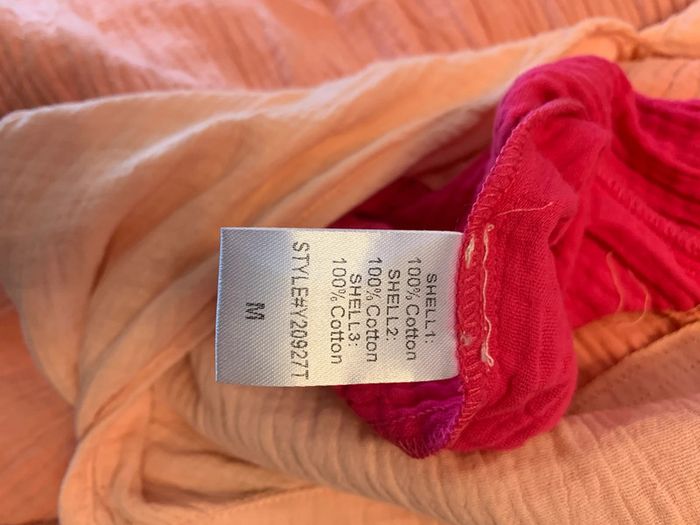 SHELL1:
100% Cotton
SHELL2:
100% Cotton
SHELL3:
100% Cotton
STYLE#Y20927T
M